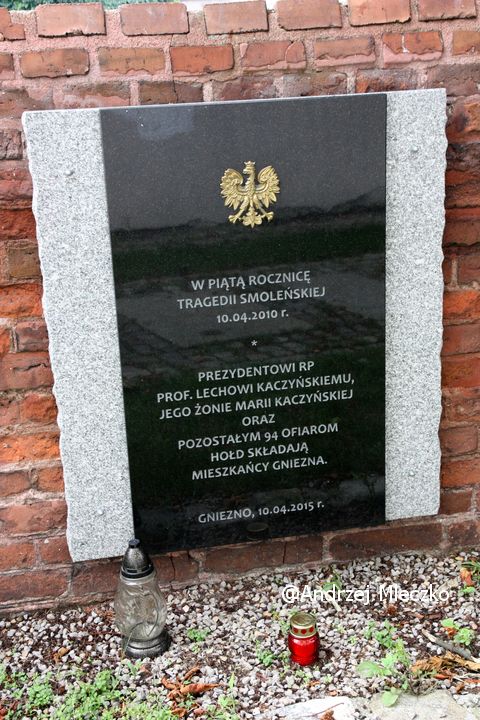 W PIĄTĄ ROCZNICĘ
TRAGEDII SMOLEŃSKIEJ
10.04.2010 r.
*
PREZYDENTOWI RP
PROF. LECHOWI KACZYŃSKIEMU,
JEGO ŻONIE MARII KACZYŃSKIEJ
ORAZ
POZOSTAŁYM 94 OFIAROM
HOŁD SKŁADAJĄ
MIESZKAŃCY GNIEZNA.
GNIEZNO, 10.04.2015 r.
@Andrzej Mleczko